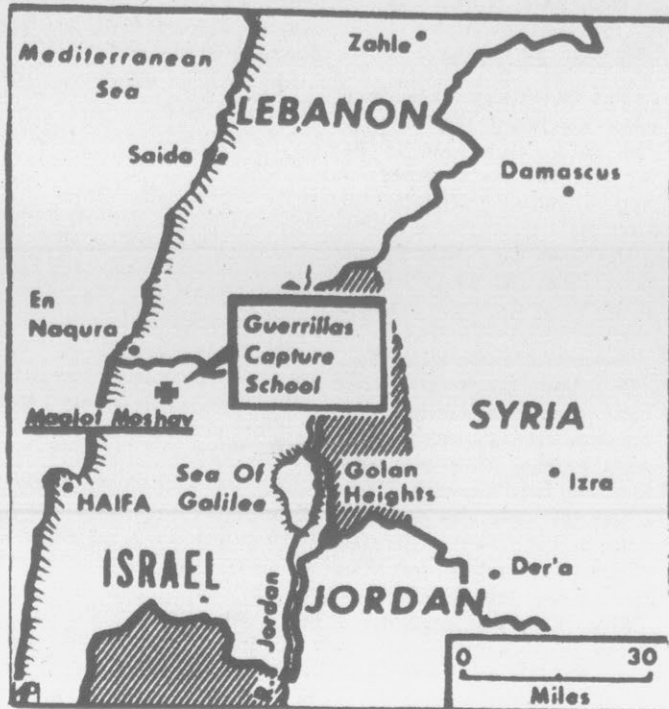 Mediterranean
Sea
Zahle
LEBANON
Saida
Damascus
En
Naqura
Guerrillas
Capture
School
Maalot Moshav
SYRIA
Sea Of
Galilee
Golan
Heights
Izra
HAIFA
ISRAEL
R. Jordan
JORDAN
Der'a
0 30
Miles